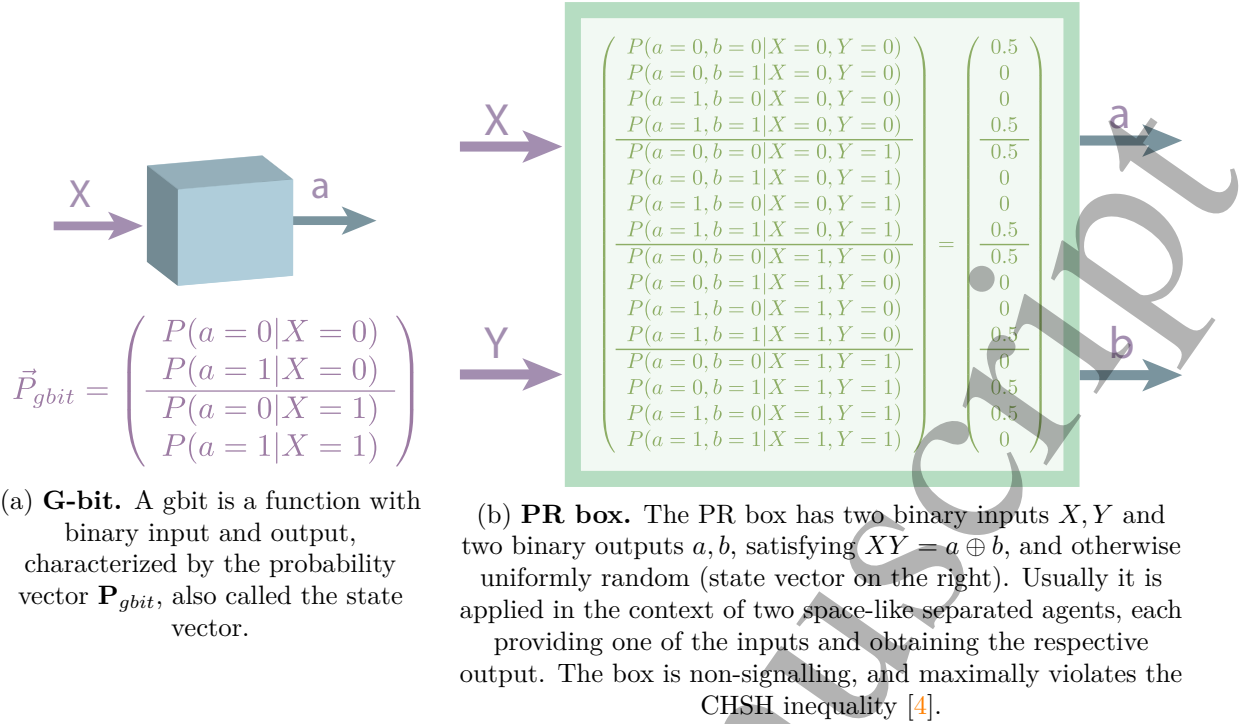 X
a
\vec{P}_{gbit} =
P(a = 0|X = 0)
P(a = 1|X = 0)
P(a = 0|X = 1)
P(a = 1|X = 1)
(a) G-bit. A gbit is a function with
binary input and output,
characterized by the probability
vector P_{gbit}, also called the state
vector.
X
Y
P(a = 0, b = 0|X = 0, Y = 0)
P(a = 0, b = 1|X = 0, Y = 0)
P(a = 1, b = 0|X = 0, Y = 0)
P(a = 1, b = 1|X = 0, Y = 0)
P(a = 0, b = 0|X = 0, Y = 1)
P(a = 0, b = 1|X = 0, Y = 1)
P(a = 1, b = 0|X = 0, Y = 1)
P(a = 1, b = 1|X = 0, Y = 1)
P(a = 0, b = 0|X = 1, Y = 0)
P(a = 0, b = 1|X = 1, Y = 0)
P(a = 1, b = 0|X = 1, Y = 0)
P(a = 1, b = 1|X = 1, Y = 0)
P(a = 0, b = 0|X = 1, Y = 1)
P(a = 0, b = 1|X = 1, Y = 1)
P(a = 1, b = 0|X = 1, Y = 1)
P(a = 1, b = 1|X = 1, Y = 1)
=
0.5
0
0
0.5
0.5
0
0
0.5
0.5
0
0
0.5
0
0.5
0.5
0
a
b
(b) PR box. The PR box has two binary inputs X, Y and
two binary outputs a, b, satisfying XY = a ⊕ b, and otherwise
uniformly random (state vector on the right). Usually it is
applied in the context of two space-like separated agents, each
providing one of the inputs and obtaining the respective
output. The box is non-signalling, and maximally violates the
CHSH inequality [4].
uscript